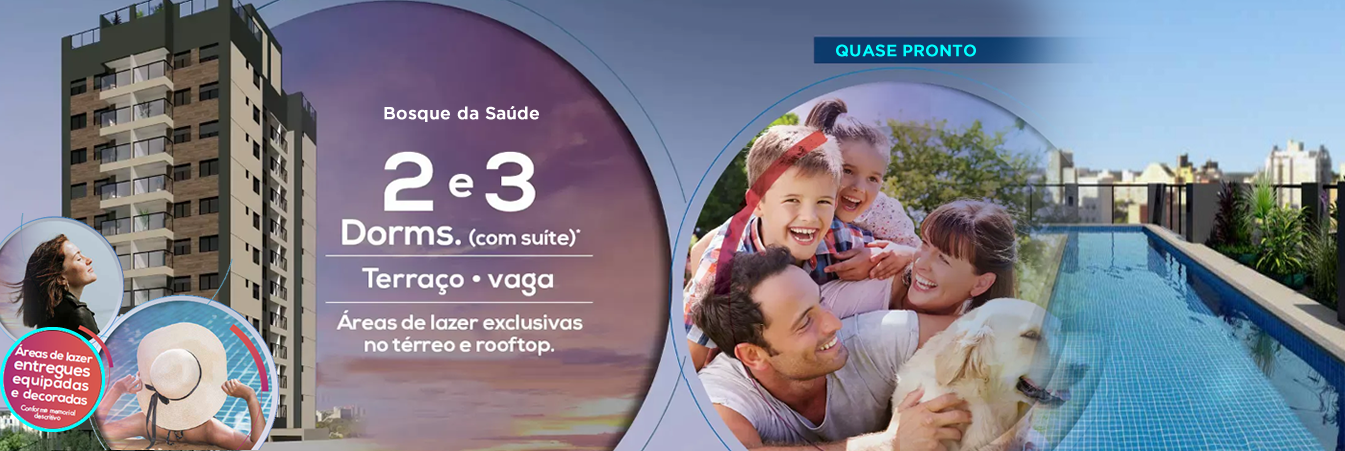 QUASE PRONTO
Bosque da Saúde
2 e 3
Dorms. (com suíte)*
Terraço • vaga
Áreas de lazer exclusivas
no térreo e rooftop.
Áreas de lazer
entregues
equipadas
e decoradas
Conforme memorial
descritivo